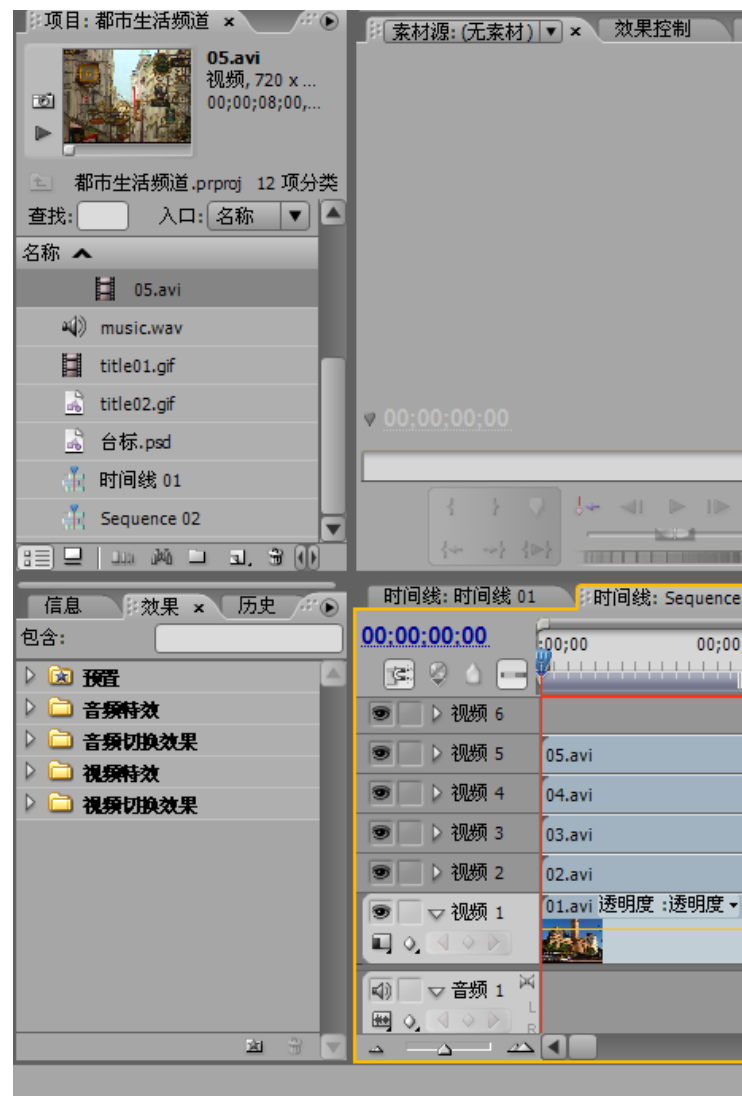 项目: 都市生活频道 ×
05.avi
视频, 720 x ...
00;00;08;00,...
都市生活频道.prproj 12 项分类
查找: 入口: 名称
名称
05.avi
music.wav
title01.gif
title02.gif
台标.psd
时间线 01
Sequence 02
素材源: (无素材) × 效果控制
00;00;00;00
信息 效果 × 历史
包含:
预置
音频特效
音频切换效果
视频特效
视频切换效果
时间线: 时间线 01 时间线: Sequence
00;00;00;00 :00;00 00;00
视频 6
视频 5 05.avi
视频 4 04.avi
视频 3 03.avi
视频 2 02.avi
视频 1 01.avi 透明度 :透明度
音频 1
L
R